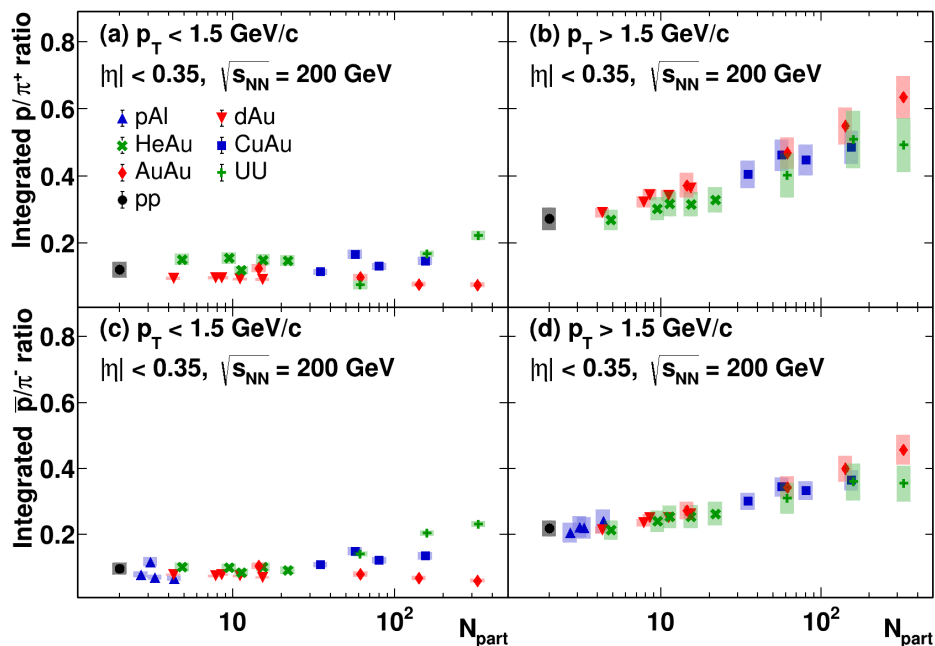 (a) p_T < 1.5 GeV/c
|η| < 0.35, √s_NN = 200 GeV
pAl
dAu
HeAu
CuAu
AuAu
UU
pp
(b) p_T > 1.5 GeV/c
|η| < 0.35, √s_NN = 200 GeV
Integrated p/π⁺ ratio
0.8
0.6
0.4
0.2
(c) p_T < 1.5 GeV/c
|η| < 0.35, √s_NN = 200 GeV
(d) p_T > 1.5 GeV/c
|η| < 0.35, √s_NN = 200 GeV
Integrated p̅/π⁻ ratio
0.8
0.6
0.4
0.2
10
10²
N_part
10
10²
N_part